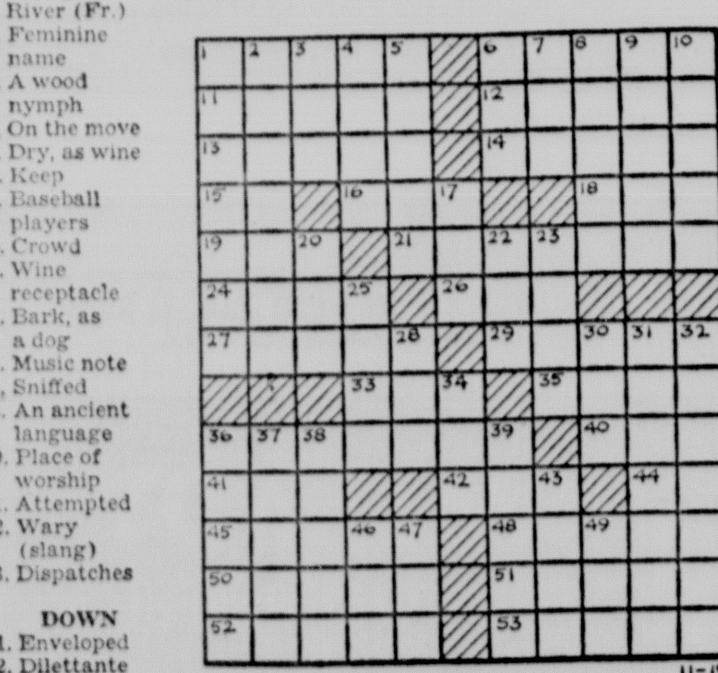 River (Fr.)
Feminine
name
. A wood
nymph
On the move
Dry, as wine
. Keep
. Baseball
players
. Crowd
. Wine
receptacle
. Bark, as
a dog
. Music note
, Sniffed
. An ancient
language
. Place of
worship
. Attempted
2. Wary
(slang)
3. Dispatches
DOWN
1. Enveloped
2. Dilettante
1 2 3 4 5 6 7 8 9 10
11 12
13 14
15 16 17 18
19 20 21 22 23
24 25 26
27 28 29 30 31 32
33 34 35
36 37 38 39 40
41 42 43 44
45 46 47 48 49
50 51
52 53